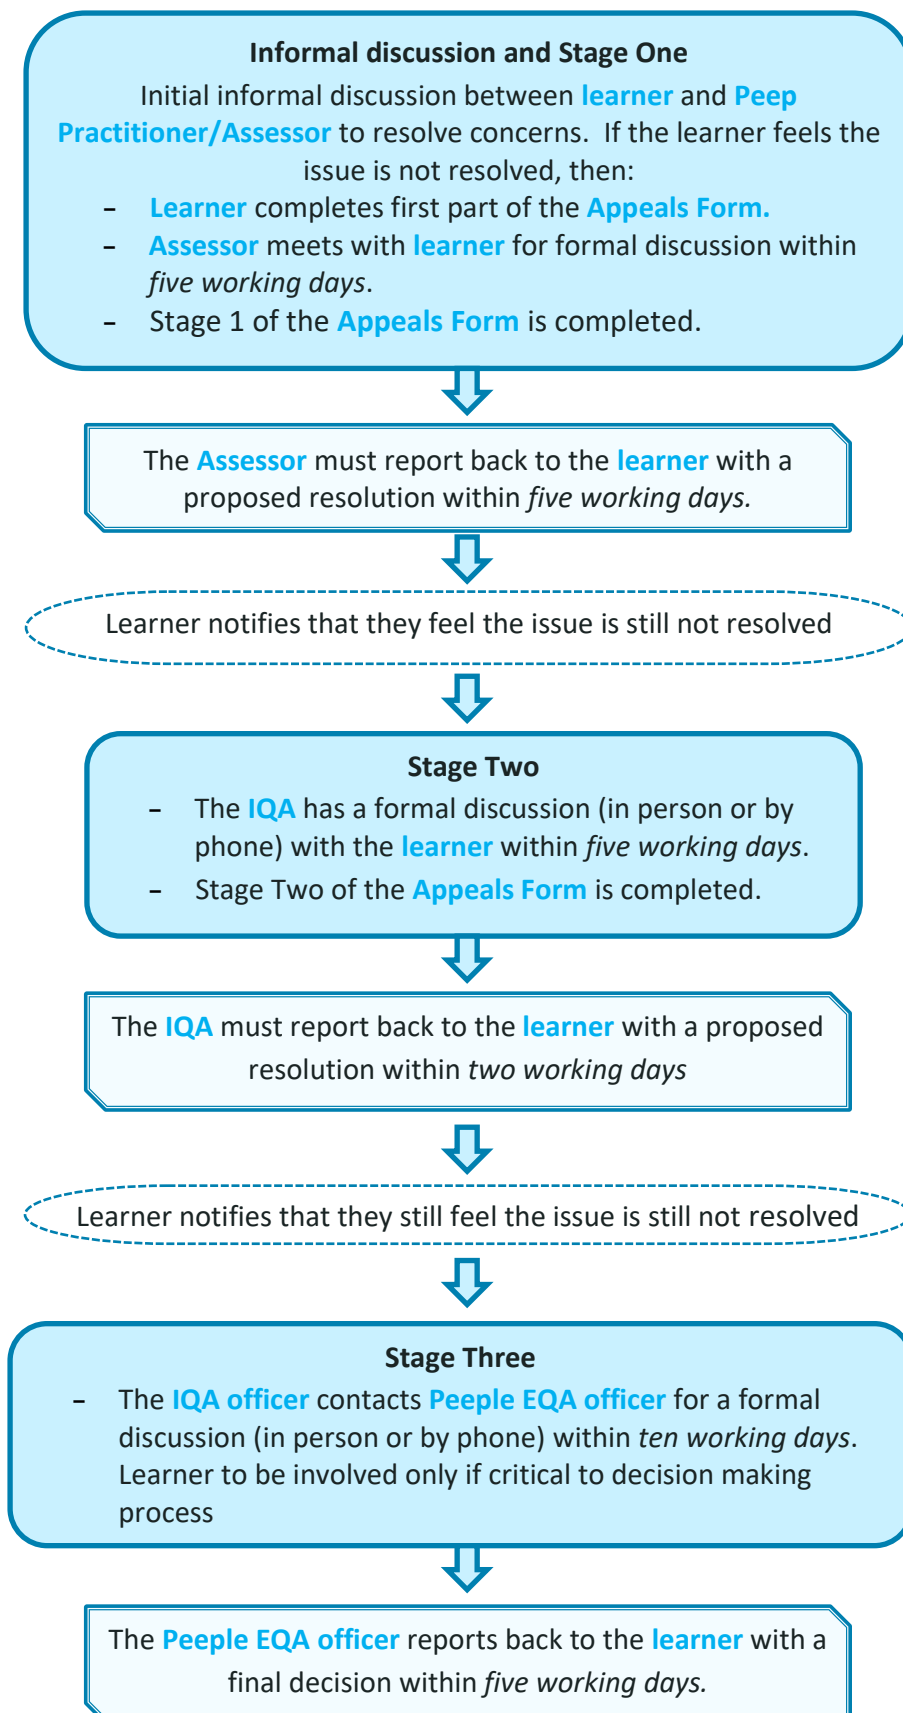 Informal discussion and Stage One
Initial informal discussion between learner and Peep
Practitioner/Assessor to resolve concerns.  If the learner feels the
issue is not resolved, then:
- Learner completes first part of the Appeals Form.
- Assessor meets with learner for formal discussion within
five working days.
- Stage 1 of the Appeals Form is completed.
The Assessor must report back to the learner with a
proposed resolution within five working days.
Learner notifies that they feel the issue is still not resolved
Stage Two
- The IQA has a formal discussion (in person or by
phone) with the learner within five working days.
- Stage Two of the Appeals Form is completed.
The IQA must report back to the learner with a proposed
resolution within two working days
Learner notifies that they still feel the issue is still not resolved
Stage Three
- The IQA officer contacts Peeple EQA officer for a formal
discussion (in person or by phone) within ten working days.
Learner to be involved only if critical to decision making
process
The Peeple EQA officer reports back to the learner with a
final decision within five working days.